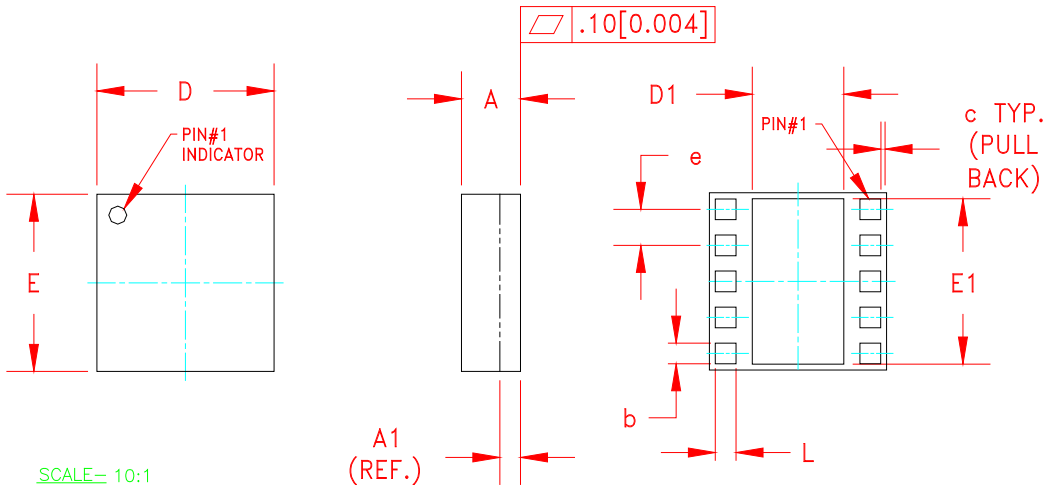 .10[0.004]
D
A
D1
PIN#1
INDICATOR
PIN#1
c TYP.
(PULL
BACK)
e
E
E1
b
A1
(REF.)
L
SCALE- 10:1